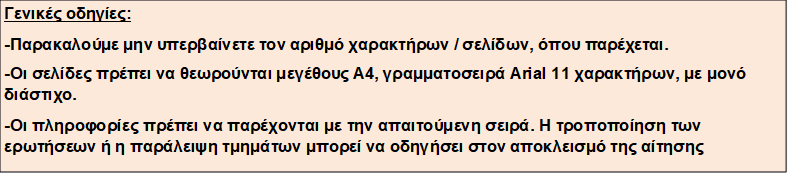 Γενικές οδηγίες:
-Παρακαλούμε μην υπερβαίνετε τον αριθμό χαρακτήρων / σελίδων, όπου παρέχεται.
-Οι σελίδες πρέπει να θεωρούνται μεγέθους Α4, γραμματοσειρά Arial 11 χαρακτήρων, με μονό
διάστιχο.
-Οι πληροφορίες πρέπει να παρέχονται με την απαιτούμενη σειρά. Η τροποποίηση των
ερωτήσεων ή η παράλειψη τμημάτων μπορεί να οδηγήσει στον αποκλεισμό της αίτησης